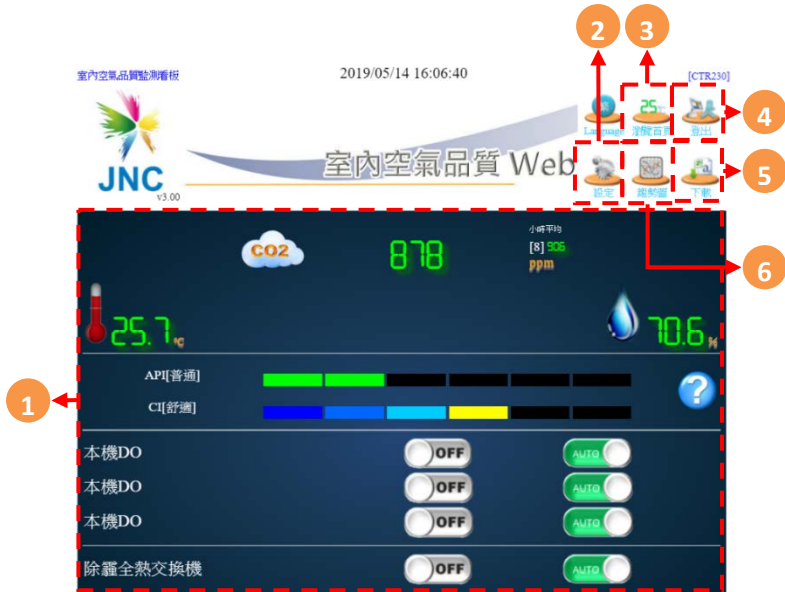 2
3
室內空氣品質監測看板
2019/05/14 16:06:40
[CTR230]
25
Language
瀏覽首頁
登出
4
JNC
v3.00
室內空氣品質 Web
設定
趨勢圖
下載
5
6
CO2
878
小時平均
[8] 906
ppm
25.7 ℃
70.6 %
1
API[普通]
CI[舒適]
?
本機DO OFF AUTO
本機DO OFF AUTO
本機DO OFF AUTO
除霾全熱交換機 OFF AUTO